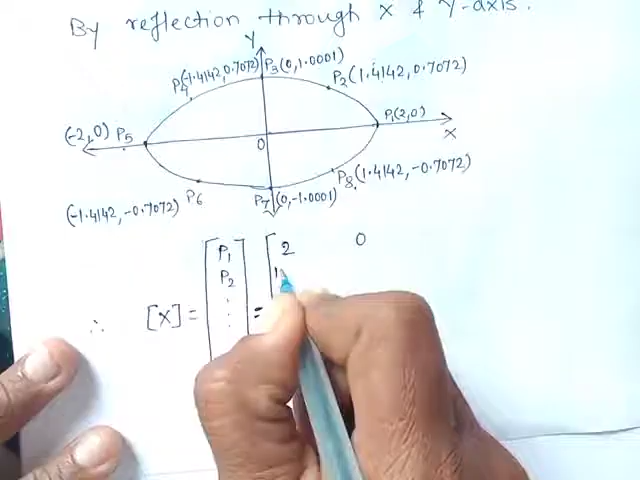 By reflection through x & Y-axis.
Y
P4(-1.4142,0.7072) P3(0,1.0001)
P2(1.4142,0.7072)
P1(2,0)
(-2,0) P5
X
0
P6
(-1.4142,-0.7072)
P7(0,-1.0001)
P8(1.4142,-0.7072)
∴ [X] = [P1 P2 : : = [2 0
1